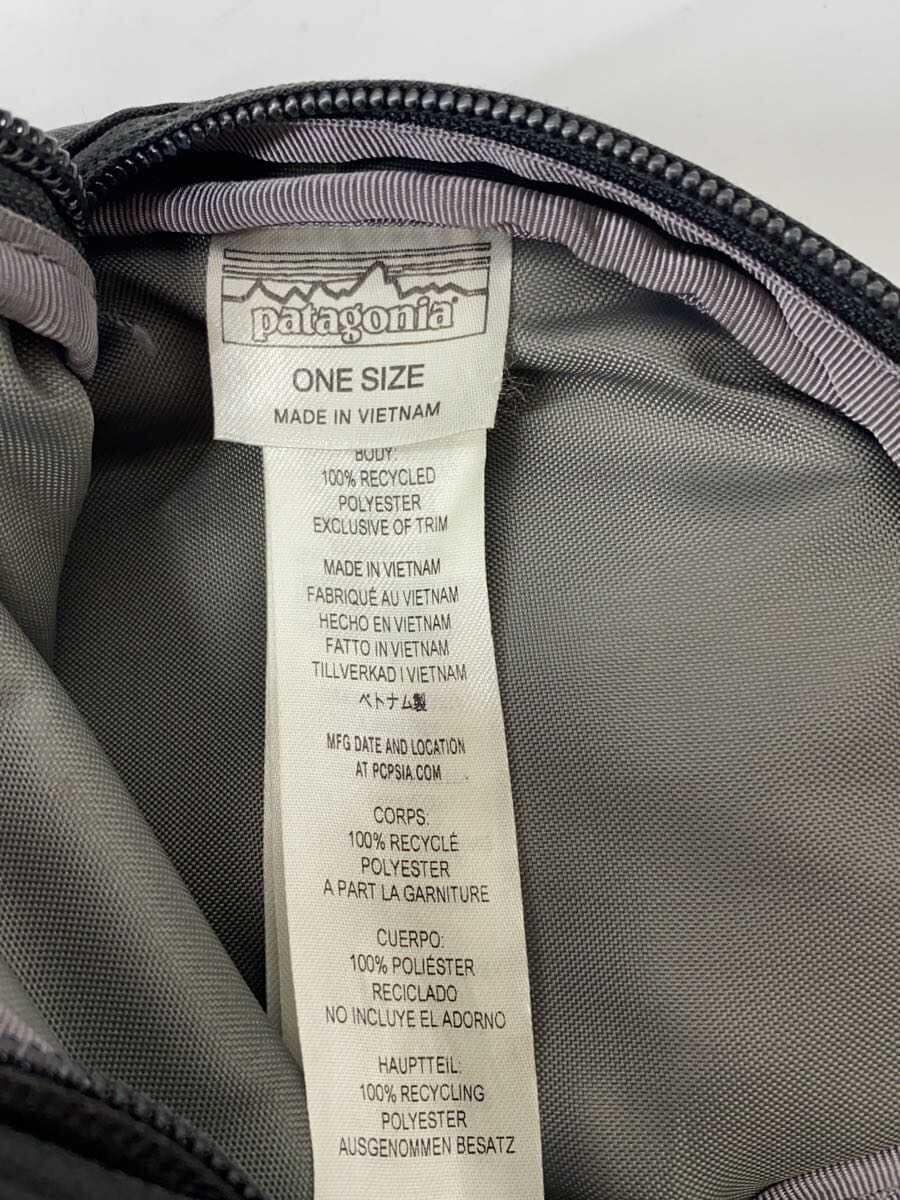 patagonia
ONE SIZE
MADE IN VIETNAM
BODY:
100% RECYCLED
POLYESTER
EXCLUSIVE OF TRIM
MADE IN VIETNAM
FABRIQUÉ AU VIETNAM
HECHO EN VIETNAM
FATTO IN VIETNAM
TILLVERKAD I VIETNAM
ベトナム製
MFG DATE AND LOCATION
AT PCPSIA.COM
CORPS:
100% RECYCLÉ
POLYESTER
A PART LA GARNITURE
CUERPO:
100% POLIÉSTER
RECICLADO
NO INCLUYE EL ADORNO
HAUPTTEIL:
100% RECYCLING
POLYESTER
AUSGENOMMEN BESATZ